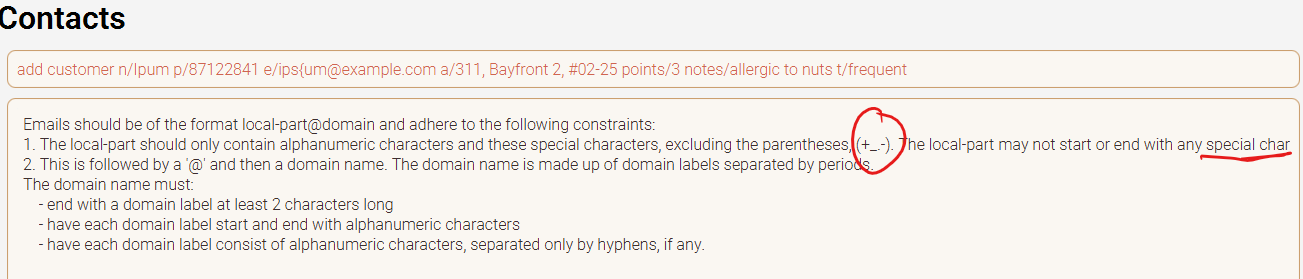 Contacts
add customer n/Ipum p/87122841 e/ips{um@example.com a/311, Bayfront 2, #02-25 points/3 notes/allergic to nuts t/frequent
Emails should be of the format local-part@domain and adhere to the following constraints:
1. The local-part should only contain alphanumeric characters and these special characters, excluding the parentheses, (+_.-). The local-part may not start or end with any special char
2. This is followed by a '@' and then a domain name. The domain name is made up of domain labels separated by periods.
The domain name must:
- end with a domain label at least 2 characters long
- have each domain label start and end with alphanumeric characters
- have each domain label consist of alphanumeric characters, separated only by hyphens, if any.